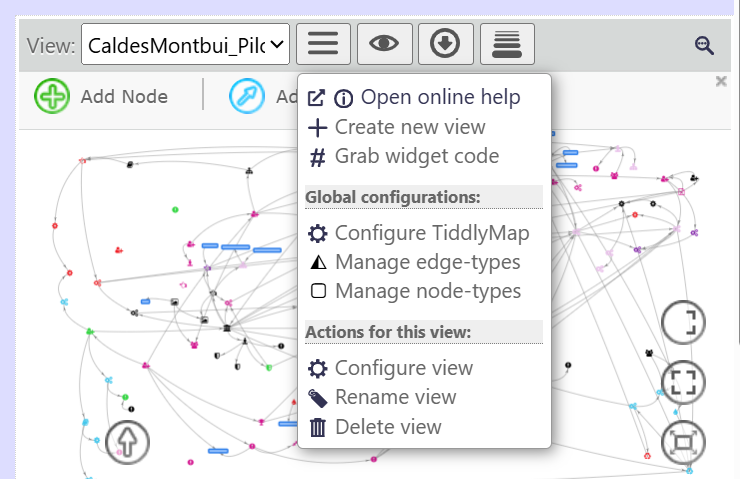 View: CaldesMontbui_Pilo
Add Node
Ad
Open online help
Create new view
Grab widget code
Global configurations:
Configure TiddlyMap
Manage edge-types
Manage node-types
Actions for this view:
Configure view
Rename view
Delete view